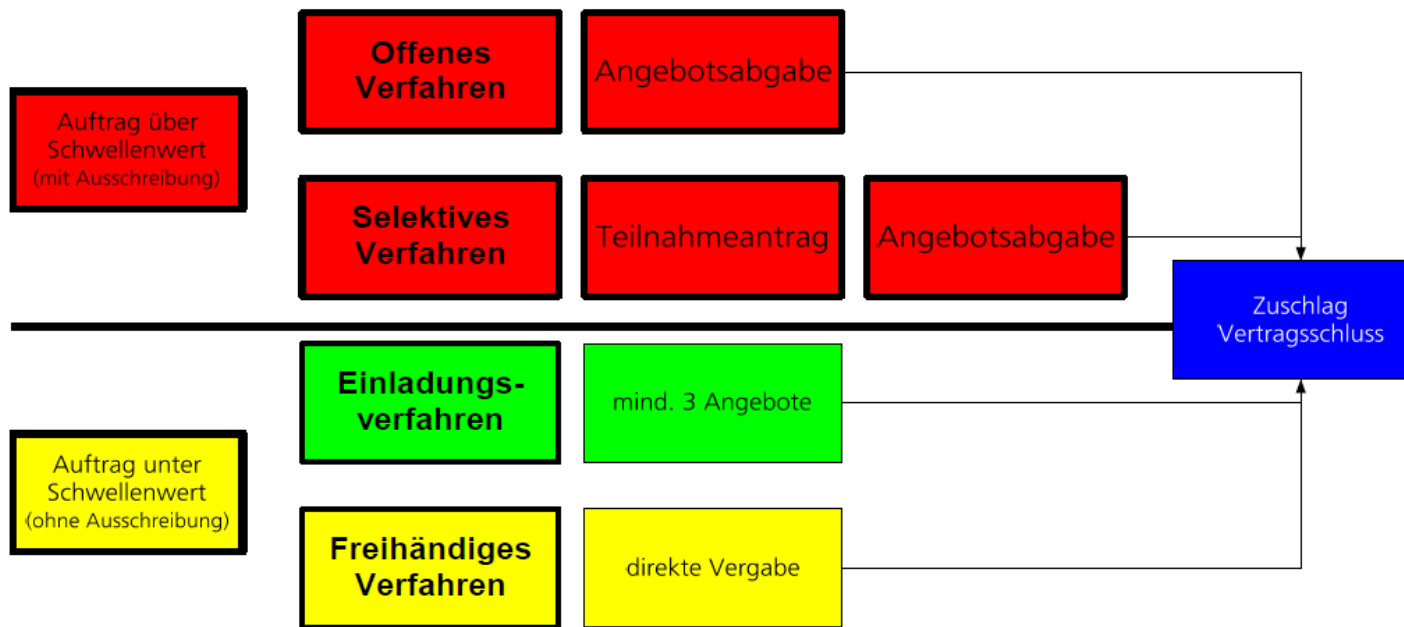 Offenes
Verfahren
Angebotsabgabe
Auftrag über
Schwellenwert
(mit Ausschreibung)
Selektives
Verfahren
Teilnahmeantrag
Angebotsabgabe
Zuschlag
Vertragsschluss
Einladungs-
verfahren
mind. 3 Angebote
Auftrag unter
Schwellenwert
(ohne Ausschreibung)
Freihändiges
Verfahren
direkte Vergabe